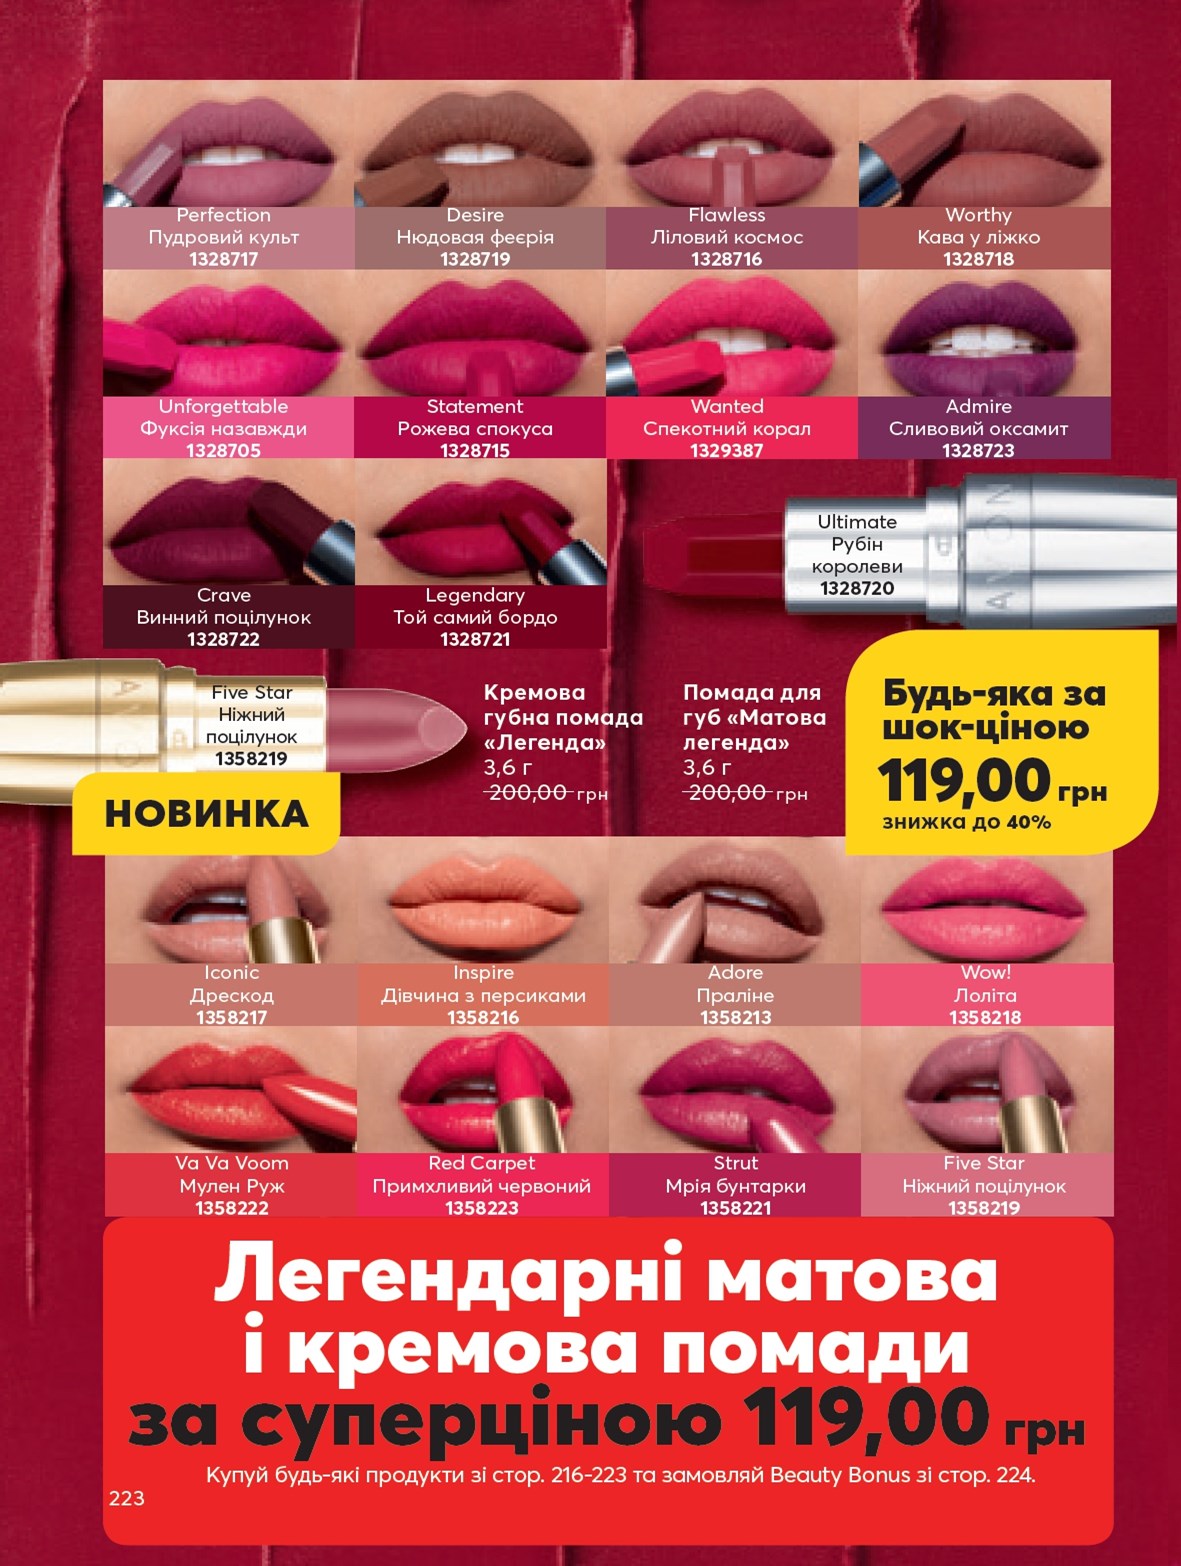 Perfection
Пудровий культ
1328717
Desire
Нюдовая феєрія
1328719
Flawless
Ліловий космос
1328716
Worthy
Кава у ліжко
1328718
Unforgettable
Фуксія назавжди
1328705
Statement
Рожева спокуса
1328715
Wanted
Спекотний корал
1329387
Admire
Сливовий оксамит
1328723
Crave
Винний поцілунок
1328722
Legendary
Той самий бордо
1328721
AVON
Ultimate
Рубін
королеви
1328720
Five Star
Ніжний
поцілунок
1358219
НОВИНКА
Кремова
губна помада
«Легенда»
3,6 г
200,00 грн
Помада для
губ «Матова
легенда»
3,6 г
200,00 грн
Будь-яка за
шок-ціною
119,00 грн
знижка до 40%
Iconic
Дрескод
1358217
Inspire
Дівчина з персиками
1358216
Adore
Праліне
1358213
Wow!
Лоліта
1358218
Va Va Voom
Мулен Руж
1358222
Red Carpet
Примхливий червоний
1358223
Strut
Мрія бунтарки
1358221
Five Star
Ніжний поцілунок
1358219
Легендарні матова
і кремова помади
за суперціною 119,00 грн
Купуй будь-які продукти зі стор. 216-223 та замовляй Beauty Bonus зі стор. 224.
223